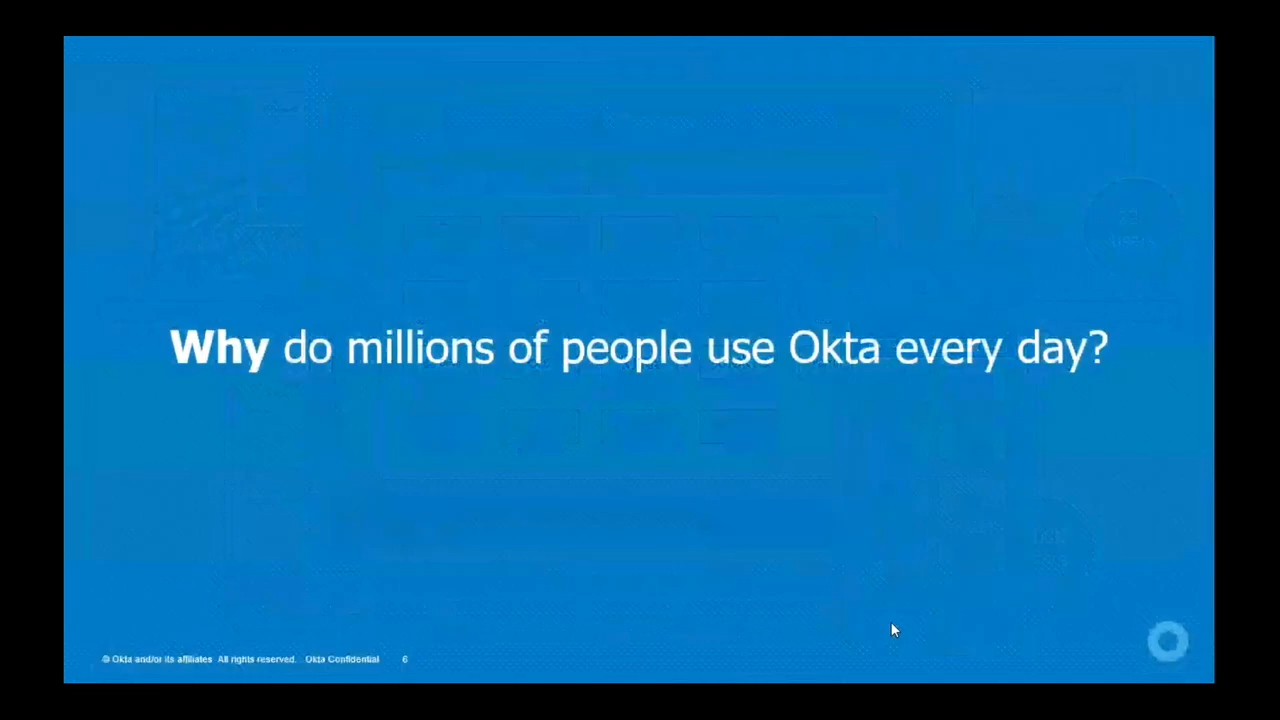 Why do millions of people use Okta every day?
© Okta and/or its affiliates All rights reserved. Okta Confidential 6